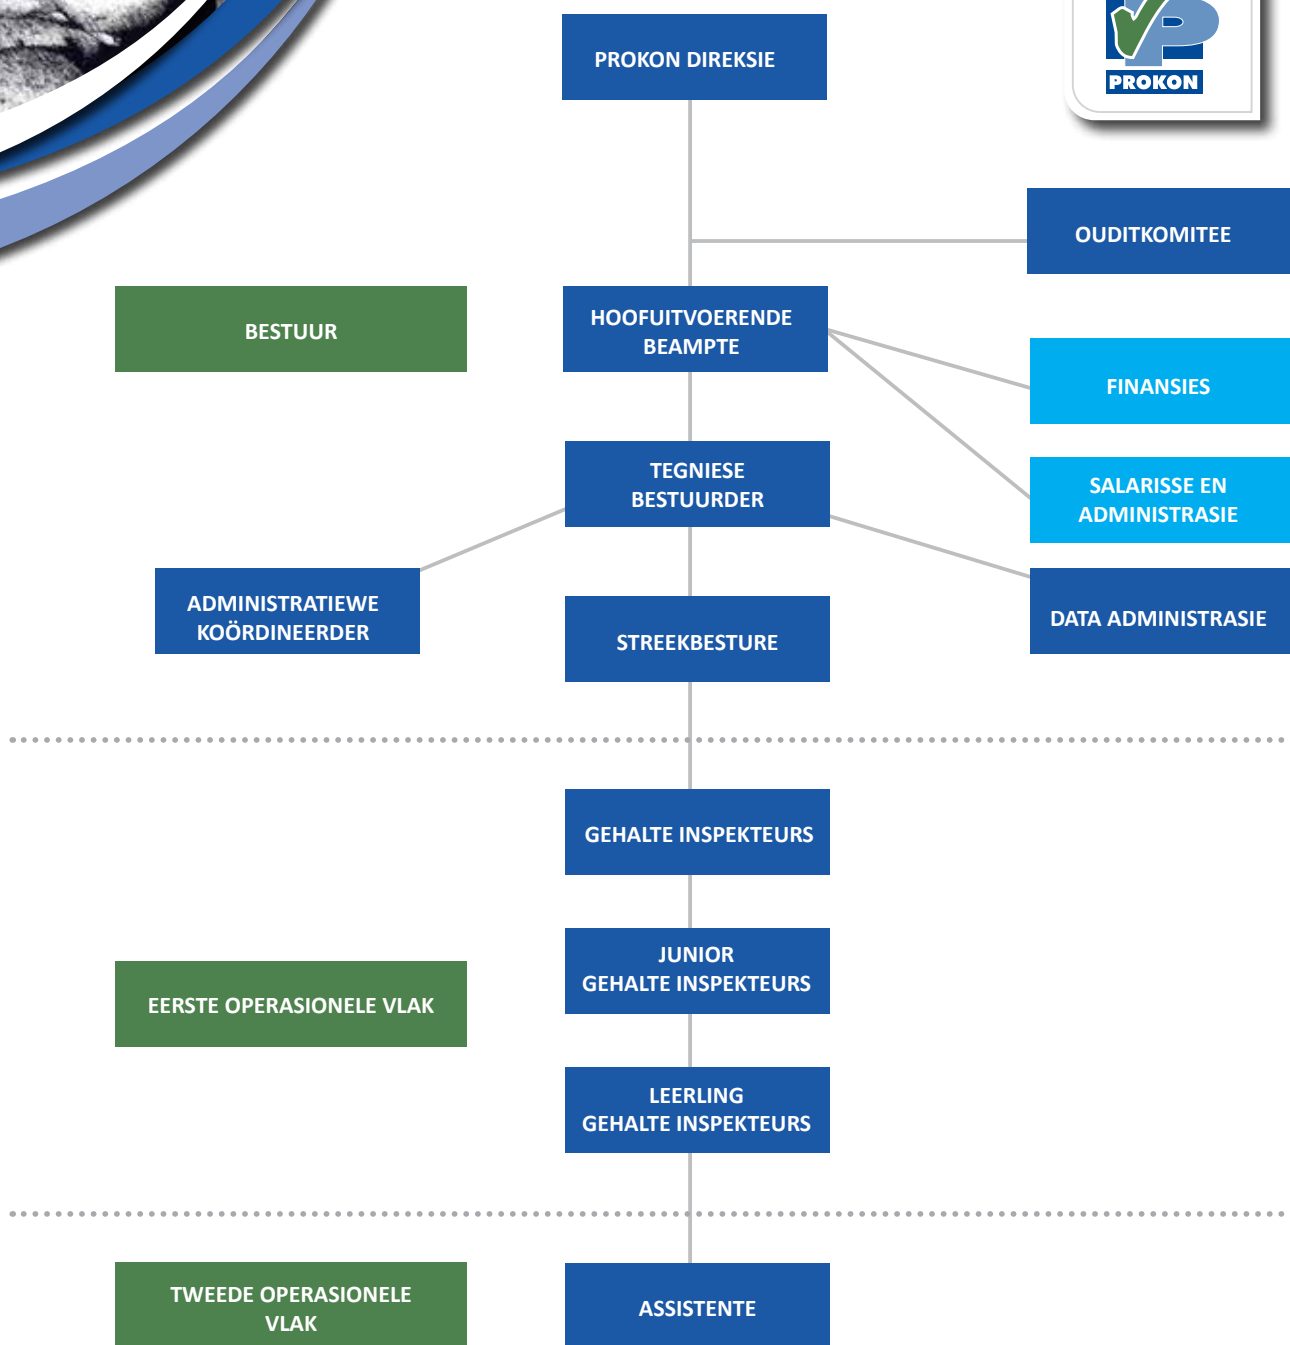 PROKON DIREKSIE
PROKON
OUDITKOMITEE
BESTUUR
HOOFUITVOERENDE
BEAMPTE
FINANSIES
TEGNIESE
BESTUURDER
SALARISSE EN
ADMINISTRASIE
ADMINISTRATIEWE
KOÖRDINEERDER
STREEKBESTURE
DATA ADMINISTRASIE
GEHALTE INSPEKTEURS
JUNIOR
GEHALTE INSPEKTEURS
EERSTE OPERASIONELE VLAK
LEERLING
GEHALTE INSPEKTEURS
TWEEDE OPERASIONELE
VLAK
ASSISTENTE